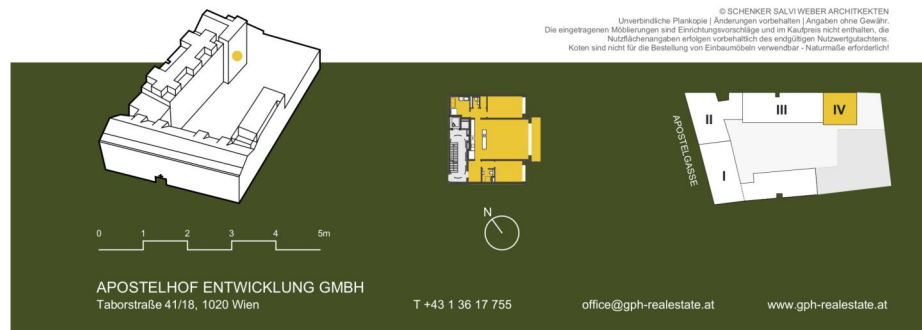 © SCHENKER SALVI WEBER ARCHITKEKTEN
Unverbindliche Plankopie | Änderungen vorbehalten | Angaben ohne Gewähr.
Die eingetragenen Möblierungen sind Einrichtungsvorschläge und im Kaufpreis nicht enthalten, die
Nutzflächenangaben erfolgen vorbehaltlich des endgültigen Nutzwertgutachtens.
Koten sind nicht für die Bestellung von Einbaumöbeln verwendbar - Naturmaße erforderlich!
II
III
IV
I
APOSTELGASSE
N
0 1 2 3 4 5m
APOSTELHOF ENTWICKLUNG GMBH
Taborstraße 41/18, 1020 Wien
T +43 1 36 17 755
office@gph-realestate.at
www.gph-realestate.at